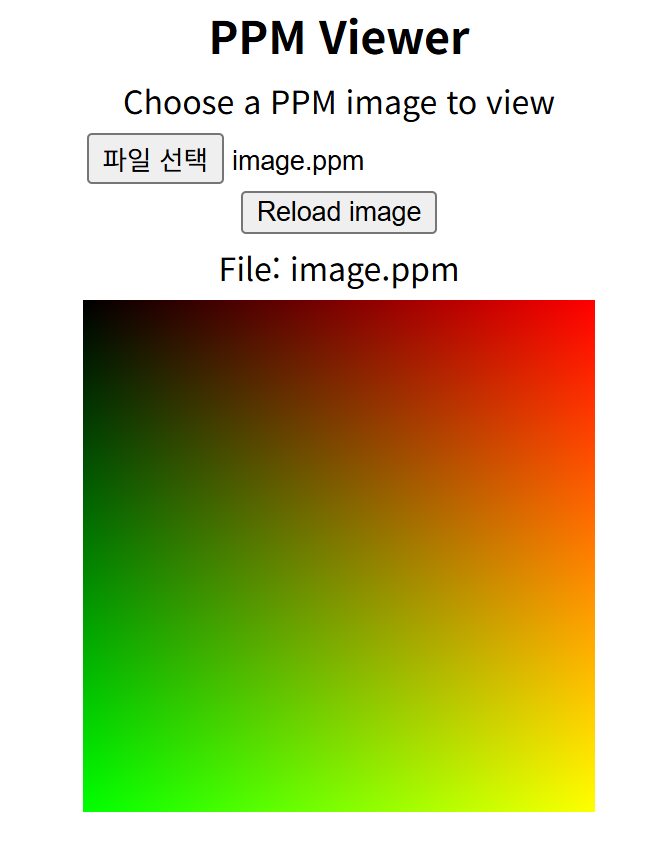 PPM Viewer
Choose a PPM image to view
파일 선택 image.ppm
Reload image
File: image.ppm